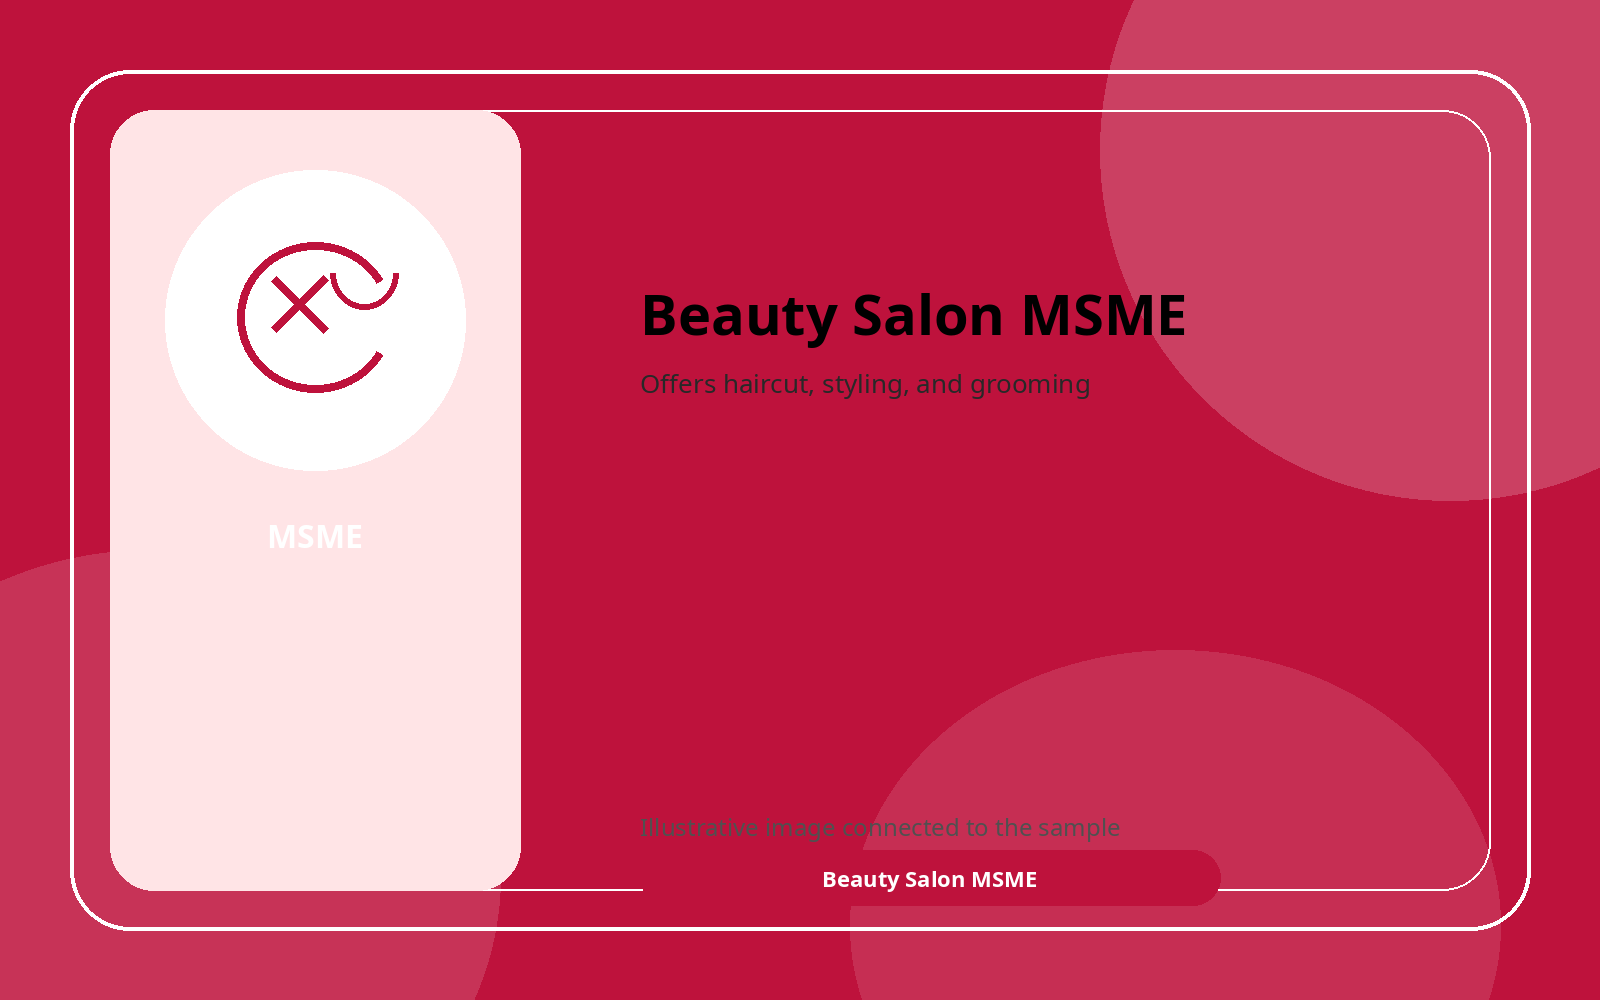 MSME
Beauty Salon MSME
Offers haircut, styling, and grooming
Illustrative image connected to the sample
Beauty Salon MSME